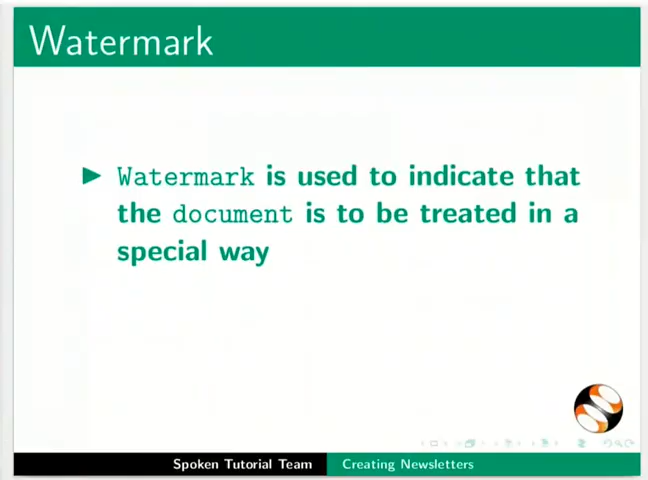 Watermark
Watermark is used to indicate that
the document is to be treated in a
special way
Spoken Tutorial Team
Creating Newsletters